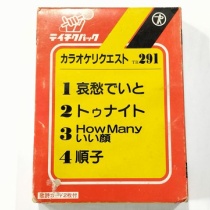 テイチクパック
カラオケリクエスト TK 291
1 哀愁でいと
2 トゥナイト
3 How Many いい顔
4 順子